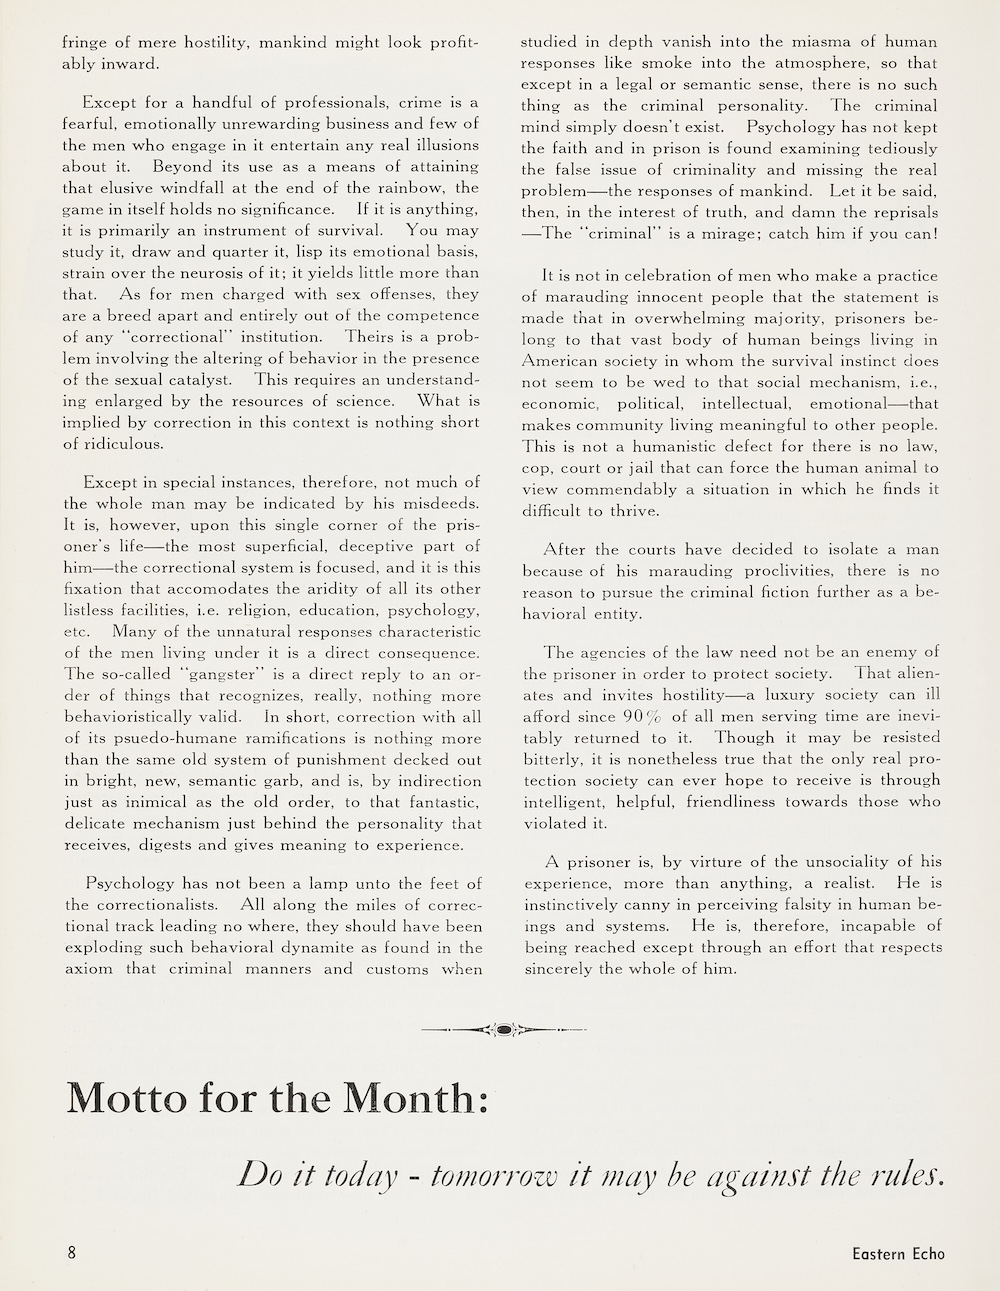 fringe of mere hostility, mankind might look profit-
ably inward.
Except for a handful of professionals, crime is a
fearful, emotionally unrewarding business and few of
the men who engage in it entertain any real illusions
about it. Beyond its use as a means of attaining
that elusive windfall at the end of the rainbow, the
game in itself holds no significance. If it is anything,
it is primarily an instrument of survival. You may
study it, draw and quarter it, lisp its emotional basis,
strain over the neurosis of it; it yields little more than
that. As for men charged with sex offenses, they
are a breed apart and entirely out of the competence
of any "correctional" institution. Theirs is a prob-
lem involving the altering of behavior in the presence
of the sexual catalyst. This requires an understand-
ing enlarged by the resources of science. What is
implied by correction in this context is nothing short
of ridiculous.
Except in special instances, therefore, not much of
the whole man may be indicated by his misdeeds.
It is, however, upon this single corner of the pris-
oner's life—the most superficial, deceptive part of
him—the correctional system is focused, and it is this
fixation that accomodates the aridity of all its other
listless facilities, i.e. religion, education, psychology,
etc. Many of the unnatural responses characteristic
of the men living under it is a direct consequence.
The so-called "gangster" is a direct reply to an or-
der of things that recognizes, really, nothing more
behavioristically valid. In short, correction with all
of its psuedo-humane ramifications is nothing more
than the same old system of punishment decked out
in bright, new, semantic garb, and is, by indirection
just as inimical as the old order, to that fantastic,
delicate mechanism just behind the personality that
receives, digests and gives meaning to experience.
Psychology has not been a lamp unto the feet of
the correctionalists. All along the miles of correc-
tional track leading no where, they should have been
exploding such behavioral dynamite as found in the
axiom that criminal manners and customs when
studied in depth vanish into the miasma of human
responses like smoke into the atmosphere, so that
except in a legal or semantic sense, there is no such
thing as the criminal personality. The criminal
mind simply doesn't exist. Psychology has not kept
the faith and in prison is found examining tediously
the false issue of criminality and missing the real
problem—the responses of mankind. Let it be said,
then, in the interest of truth, and damn the reprisals
—The "criminal" is a mirage; catch him if you can!
It is not in celebration of men who make a practice
of marauding innocent people that the statement is
made that in overwhelming majority, prisoners be-
long to that vast body of human beings living in
American society in whom the survival instinct does
not seem to be wed to that social mechanism, i.e.,
economic, political, intellectual, emotional—that
makes community living meaningful to other people.
This is not a humanistic defect for there is no law,
cop, court or jail that can force the human animal to
view commendably a situation in which he finds it
difficult to thrive.
After the courts have decided to isolate a man
because of his marauding proclivities, there is no
reason to pursue the criminal fiction further as a be-
havioral entity.
The agencies of the law need not be an enemy of
the prisoner in order to protect society. That alien-
ates and invites hostility—a luxury society can ill
afford since 90% of all men serving time are inevi-
tably returned to it. Though it may be resisted
bitterly, it is nonetheless true that the only real pro-
tection society can ever hope to receive is through
intelligent, helpful, friendliness towards those who
violated it.
A prisoner is, by virtue of the unsociality of his
experience, more than anything, a realist. He is
instinctively canny in perceiving falsity in human be-
ings and systems. He is, therefore, incapable of
being reached except through an effort that respects
sincerely the whole of him.
Motto for the Month:
Do it today - tomorrow it may be against the rules.
8
Eastern Echo